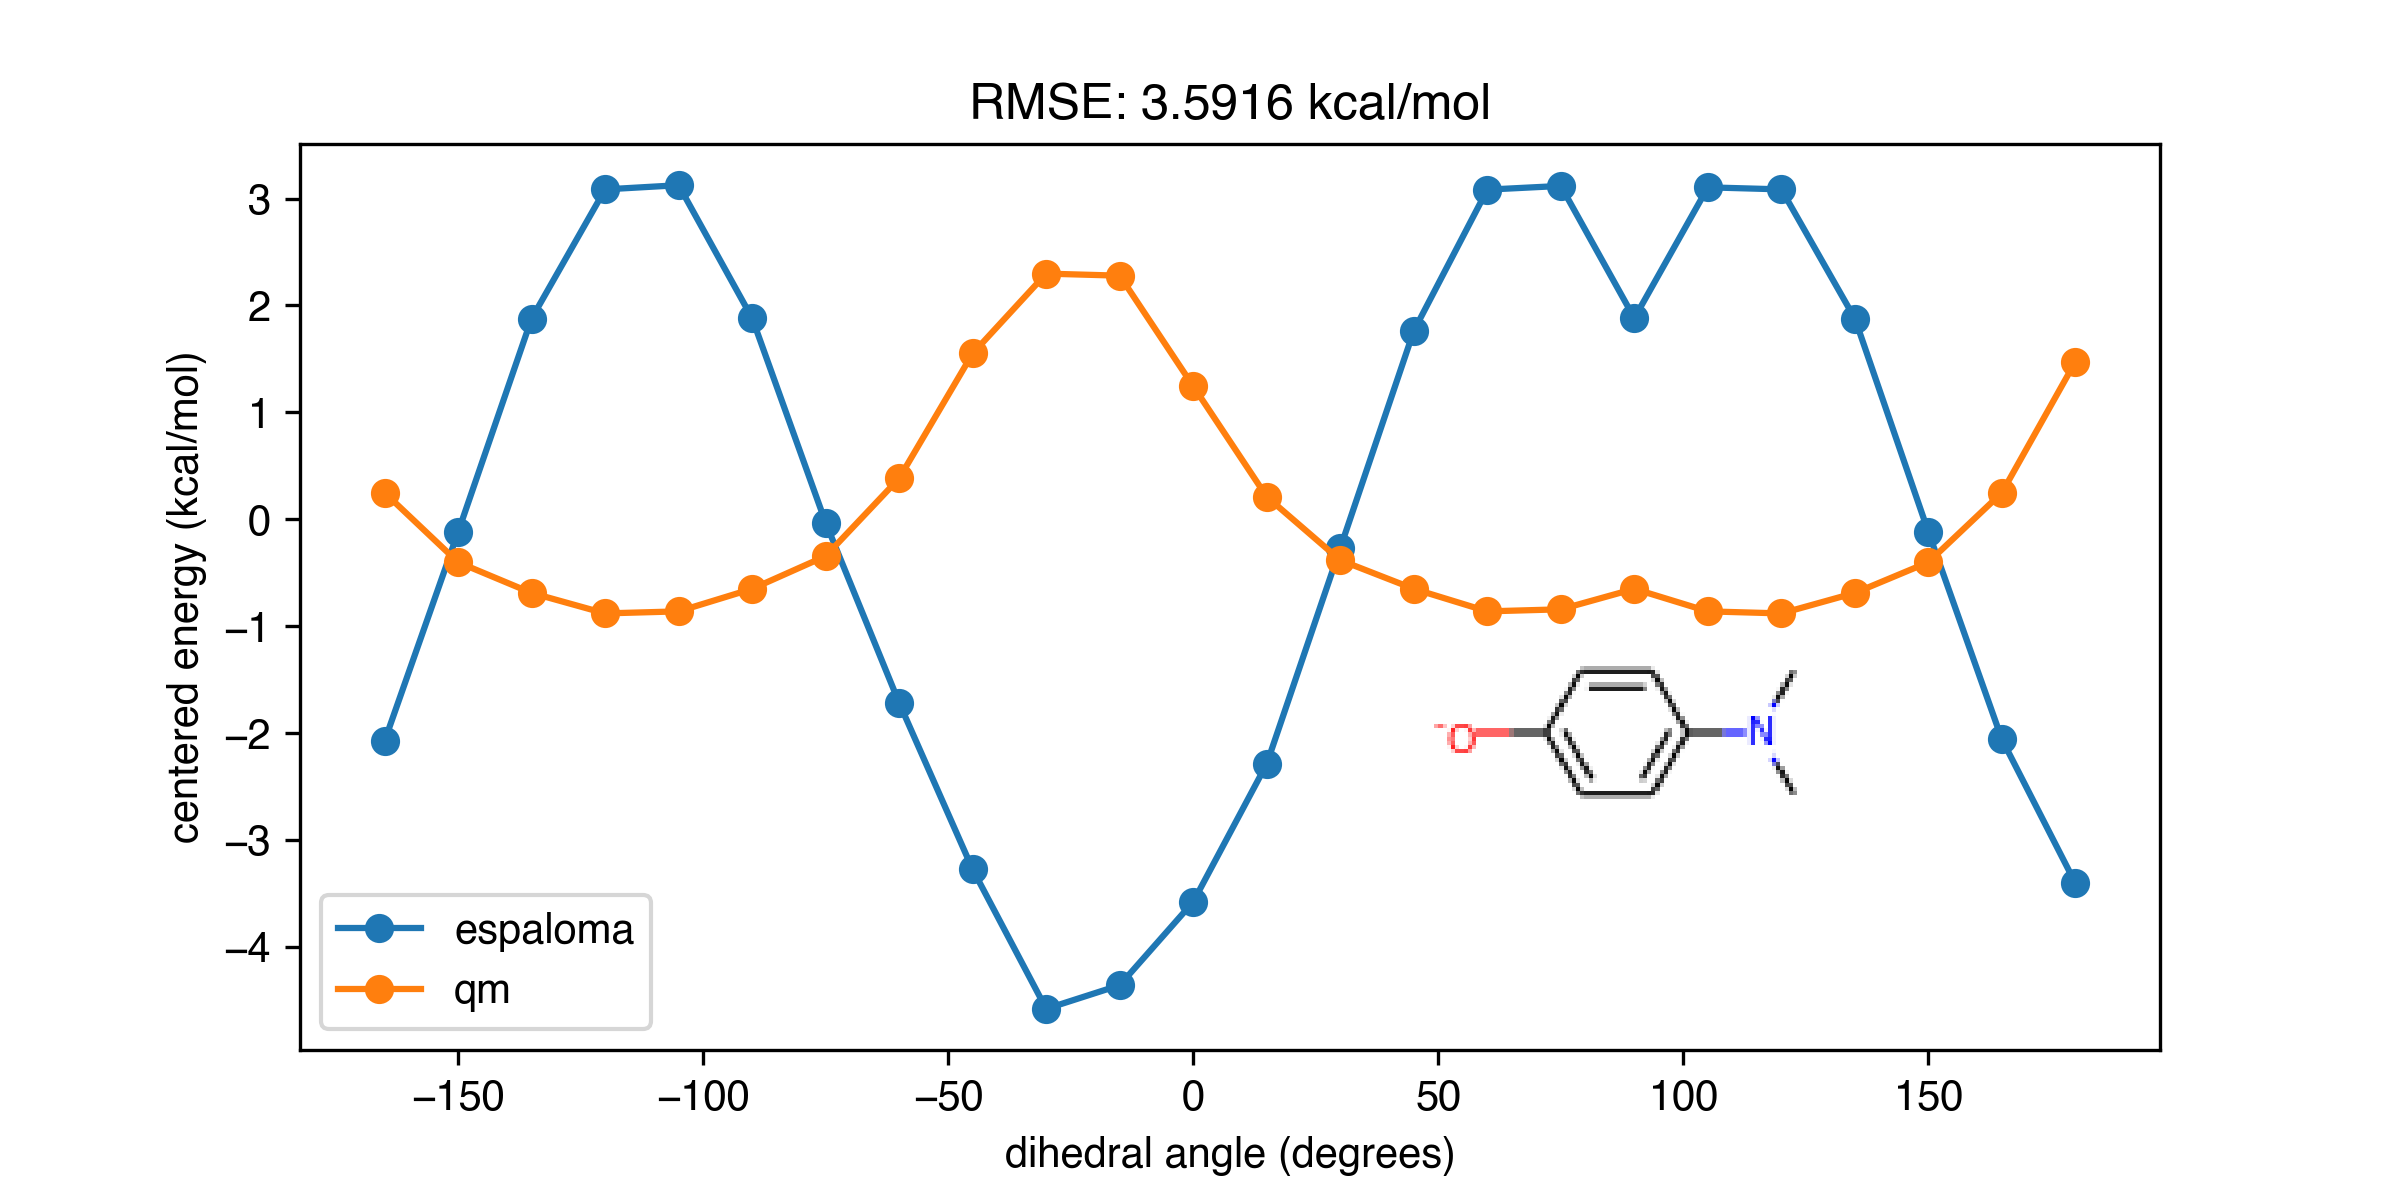 RMSE: 3.5916 kcal/mol
centered energy (kcal/mol)
3
2
1
0
−1
−2
−3
−4
−O
N
espaloma
qm
−150
−100
−50
0
50
100
150
dihedral angle (degrees)